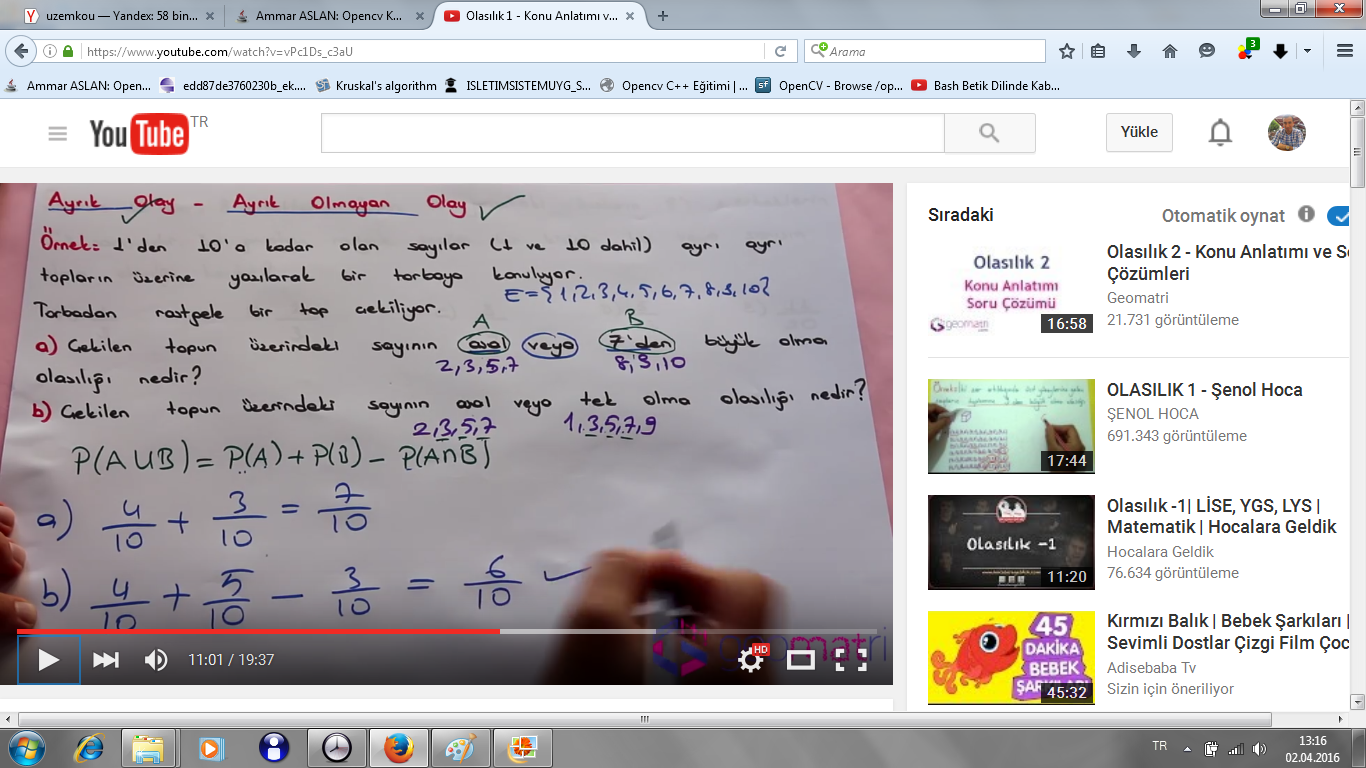 uzemkou — Yandex: 58 bin...
Ammar ASLAN: Opencv K...
Olasılık 1 - Konu Anlatımı v...
https://www.youtube.com/watch?v=vPc1Ds_c3aU
Arama
3
Ammar ASLAN: Open...
edd87de3760230b_ek....
Kruskal's algorithm
ISLETIMSISTEMUYG_S...
Opencv C++ Eğitimi | ...
OpenCV - Browse /op...
Bash Betik Dilinde Kab...
YouTube TR
Yükle
Ayrık Olay - Ayrık Olmayan Olay
Örnek: 1'den 10'a kadar olan sayılar (1 ve 10 dahil) ayrı ayrı
topların üzerine yazılarak bir torbaya konuluyor.
E={1,2,3,4,5,6,7,8,9,10}
Torbadan rastgele bir top çekiliyor.
A B
a) Çekilen topun üzerindeki sayının asal veya 7'den büyük olma
2,3,5,7 8,9,10
olasılığı nedir?
b) Çekilen topun üzerindeki sayının asal veya tek olma olasılığı nedir?
2,3,5,7 1,3,5,7,9
P(A∪B) = P(A) + P(B) - P(A∩B)
a) 4/10 + 3/10 = 7/10
b) 4/10 + 5/10 - 3/10 = 6/10
geomatri
11:01 / 19:37
HD
Sıradaki
Otomatik oynat
Olasılık 2
Konu Anlatımı
Soru Çözümü
geomatri
16:58
Olasılık 2 - Konu Anlatımı ve So
Çözümleri
Geomatri
21.731 görüntüleme
17:44
OLASILIK 1 - Şenol Hoca
ŞENOL HOCA
691.343 görüntüleme
Olasılık -1
11:20
Olasılık -1| LİSE, YGS, LYS |
Matematik | Hocalara Geldik
Hocalara Geldik
76.634 görüntüleme
45
DAKİKA
BEBEK
ŞARKILARI
45:32
Kırmızı Balık | Bebek Şarkıları |
Sevimli Dostlar Çizgi Film Çoc
Adisebaba Tv
Sizin için öneriliyor
TR
13:16
02.04.2016